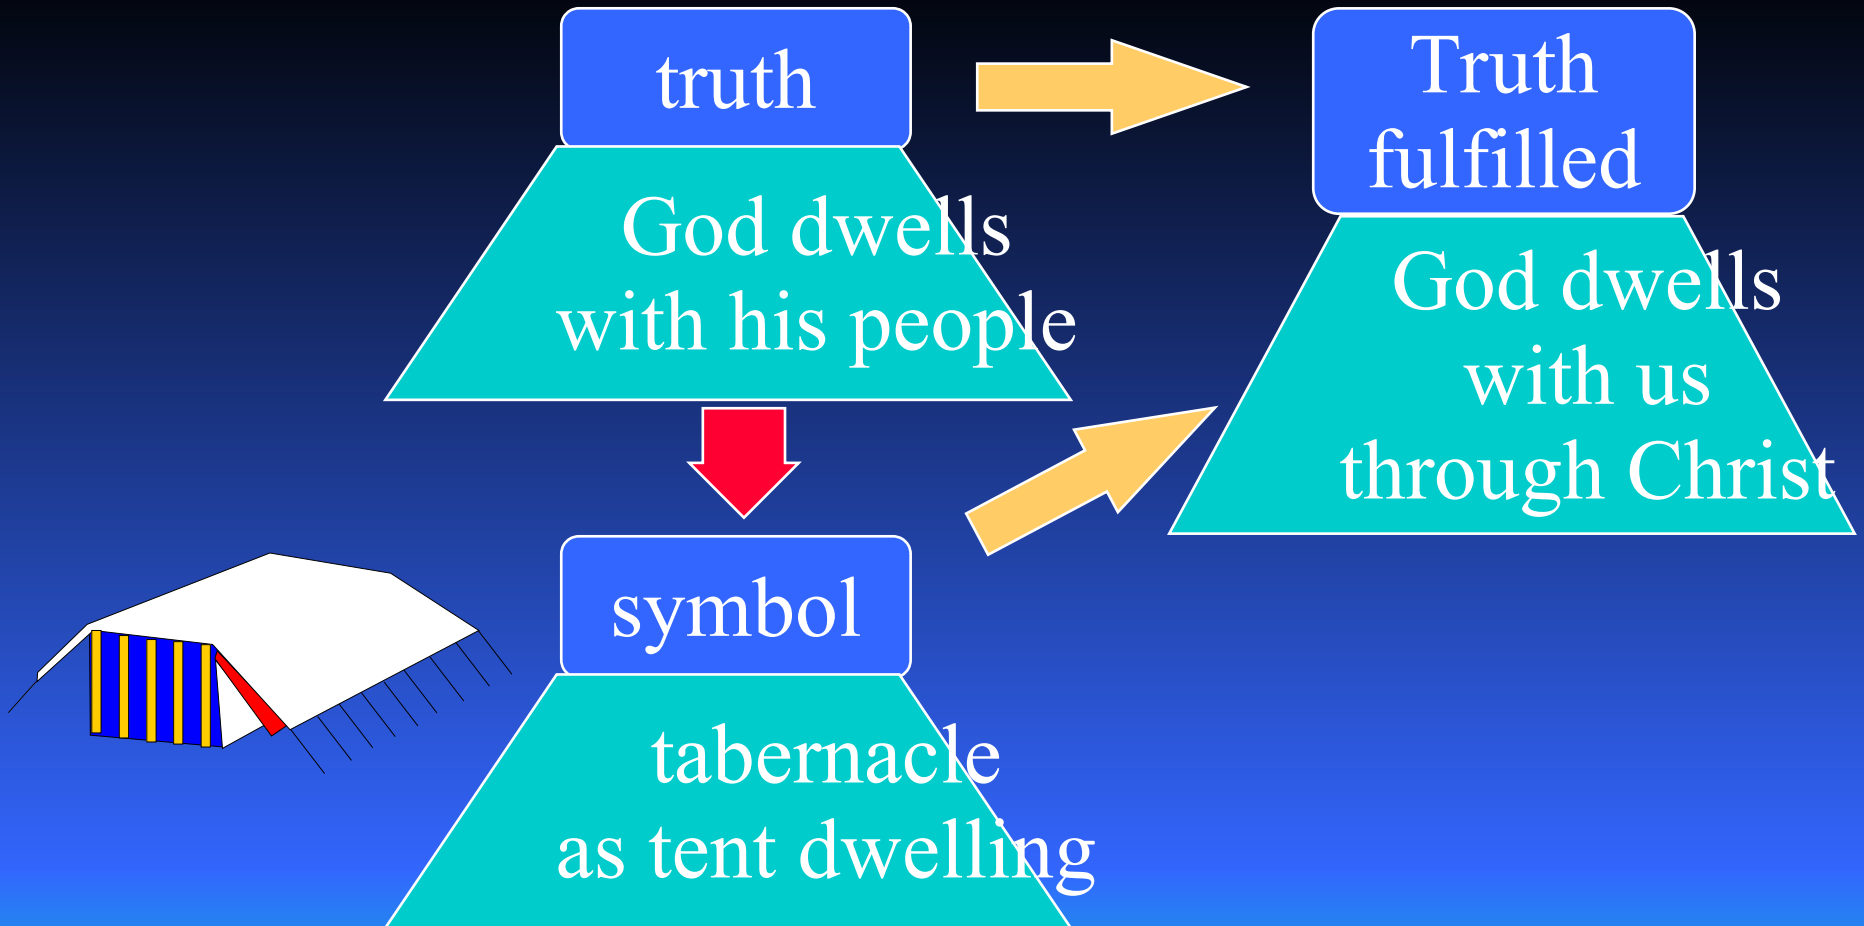 truth
God dwells
with his people
Truth
fulfilled
God dwells
with us
through Christ
symbol
tabernacle
as tent dwelling